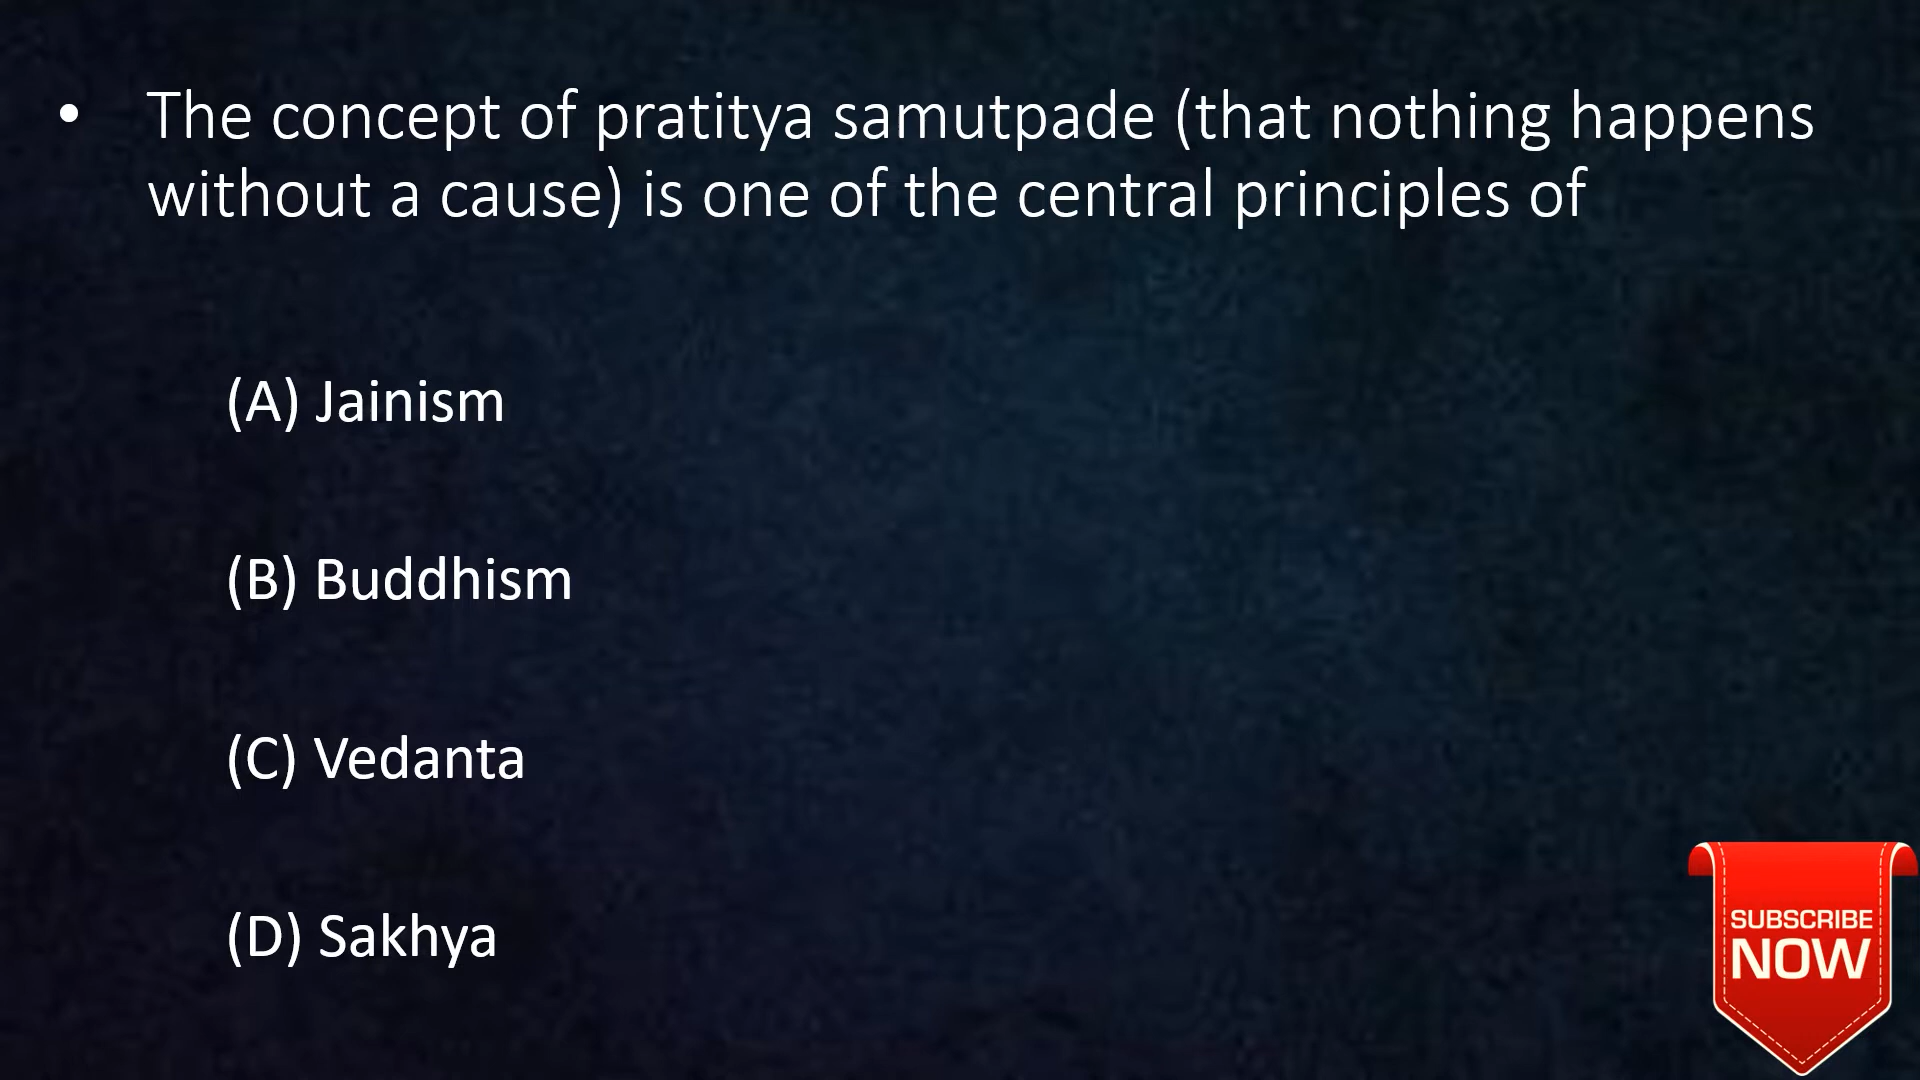 • The concept of pratitya samutpade (that nothing happens
without a cause) is one of the central principles of
(A) Jainism
(B) Buddhism
(C) Vedanta
(D) Sakhya
SUBSCRIBE
NOW